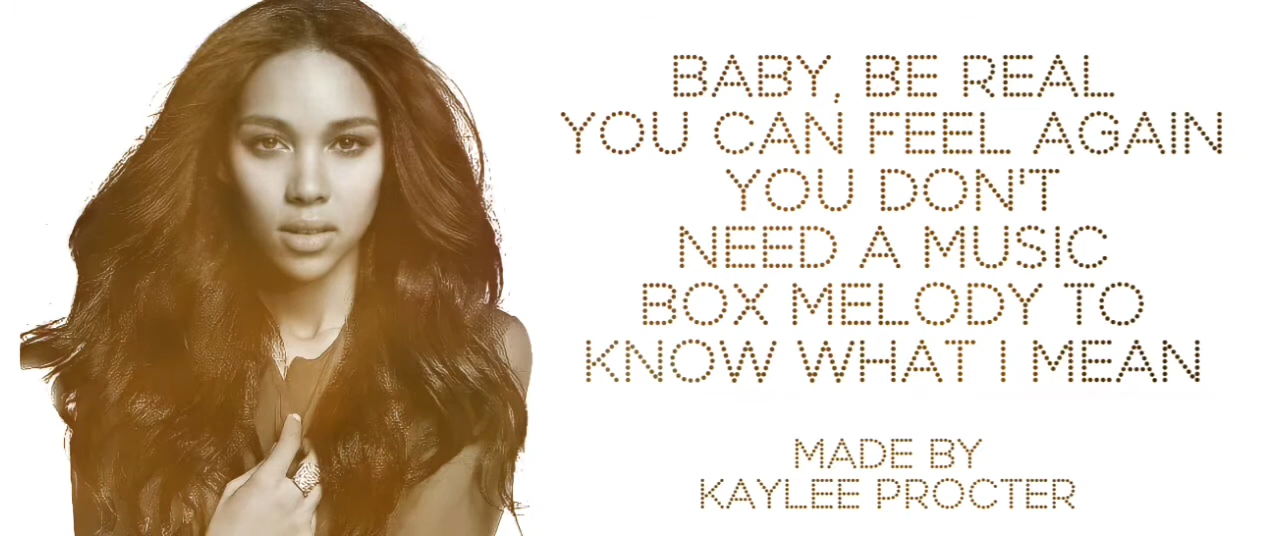 BABY, BE REAL
YOU CAN FEEL AGAIN
YOU DON'T
NEED A MUSIC
BOX MELODY TO
KNOW WHAT I MEAN
MADE BY
KAYLEE PROCTER